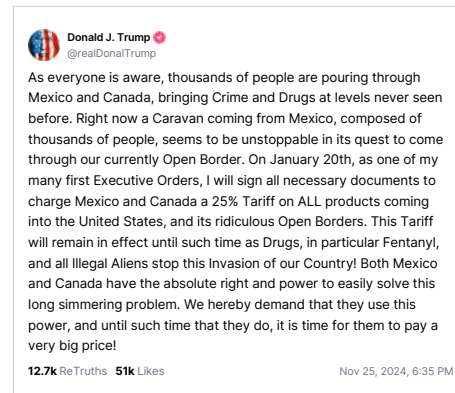 Donald J. Trump
@realDonalTrump
As everyone is aware, thousands of people are pouring through
Mexico and Canada, bringing Crime and Drugs at levels never seen
before. Right now a Caravan coming from Mexico, composed of
thousands of people, seems to be unstoppable in its quest to come
through our currently Open Border. On January 20th, as one of my
many first Executive Orders, I will sign all necessary documents to
charge Mexico and Canada a 25% Tariff on ALL products coming
into the United States, and its ridiculous Open Borders. This Tariff
will remain in effect until such time as Drugs, in particular Fentanyl,
and all Illegal Aliens stop this Invasion of our Country! Both Mexico
and Canada have the absolute right and power to easily solve this
long simmering problem. We hereby demand that they use this
power, and until such time that they do, it is time for them to pay a
very big price!
12.7k ReTruths 51k Likes Nov 25, 2024, 6:35 PM